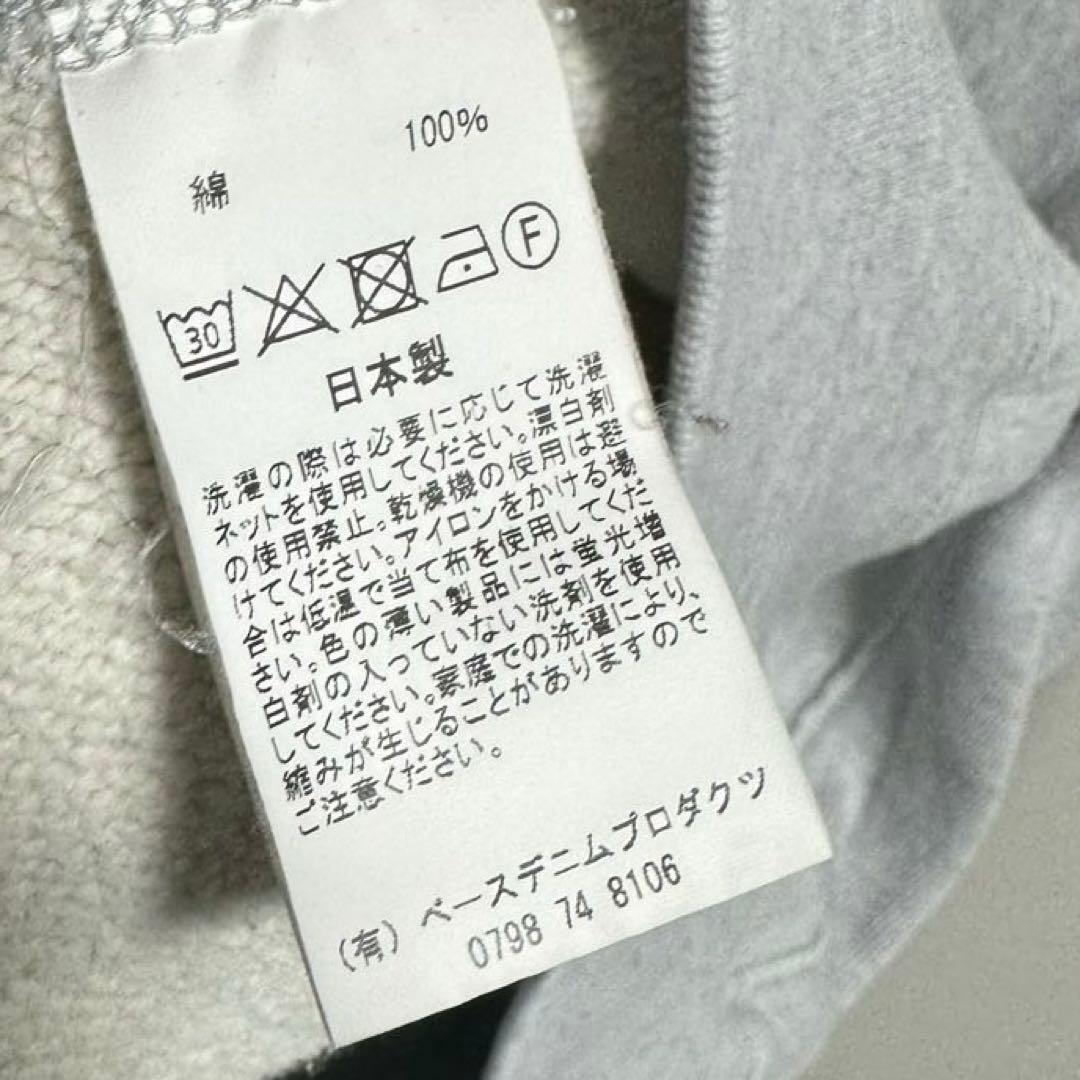 100%
綿
30
F
日本製
洗濯の際は必要に応じて洗濯
ネットを使用してください。漂白剤
の使用禁止。乾燥機の使用は避
けてください。アイロンをかける場
合は低温で当て布を使用してくだ
さい。色の薄い製品には蛍光増
白剤の入っていない洗剤を使用
してください。家庭での洗濯により、
縮みが生じることがありますので
ご注意ください。
(有) ベースデニムプロダクツ
0798 74 8106